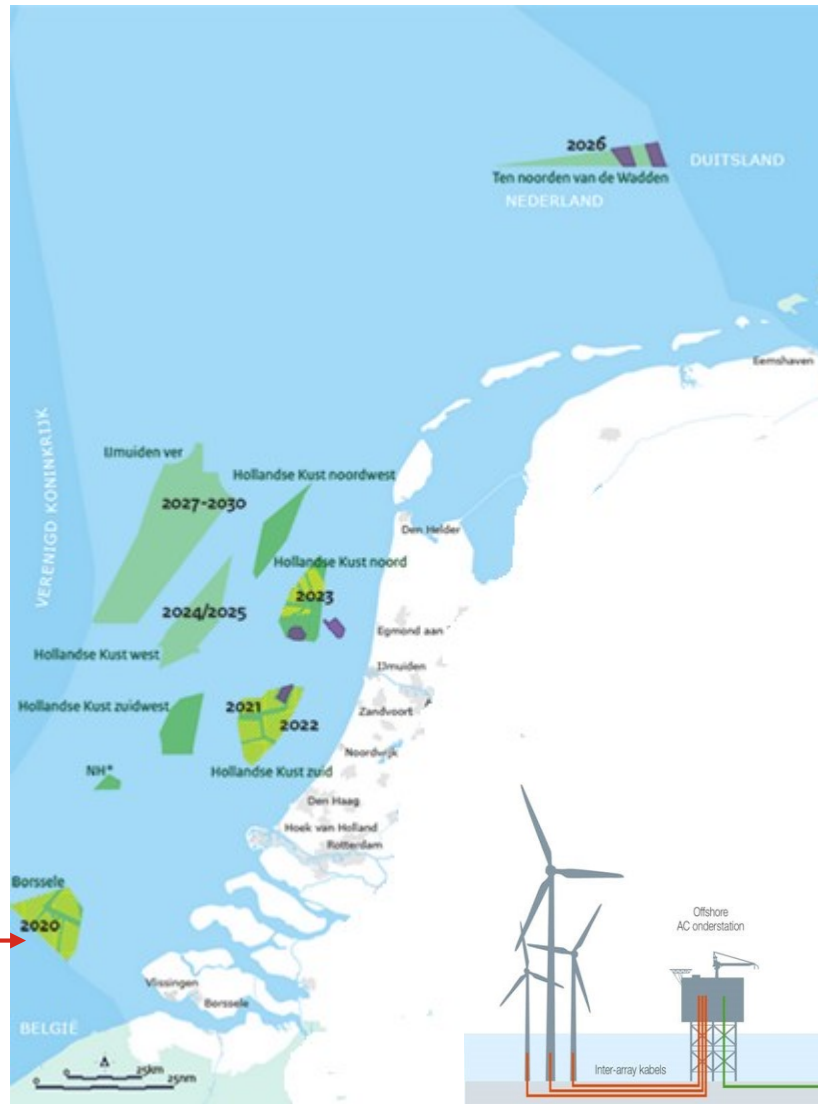 2026
DUITSLAND
Ten noorden van de Wadden
NEDERLAND
Eemshaven
VERENIGD KONINKRIJK
IJmuiden ver
Hollandse Kust noordwest
2027-2030
Den Helder
Hollandse Kust noord
2023
2024/2025
Egmond aan
Hollandse Kust west
IJmuiden
Hollandse Kust zuidwest
2021
Zandvoort
2022
Noordwijk
NH*
Hollandse Kust zuid
Den Haag
Hoek van Holland
Rotterdam
Borssele
2020
Offshore
AC onderstation
Vlissingen
Borssele
BELGIË
Inter-array kabels
0 25km
0 25nm